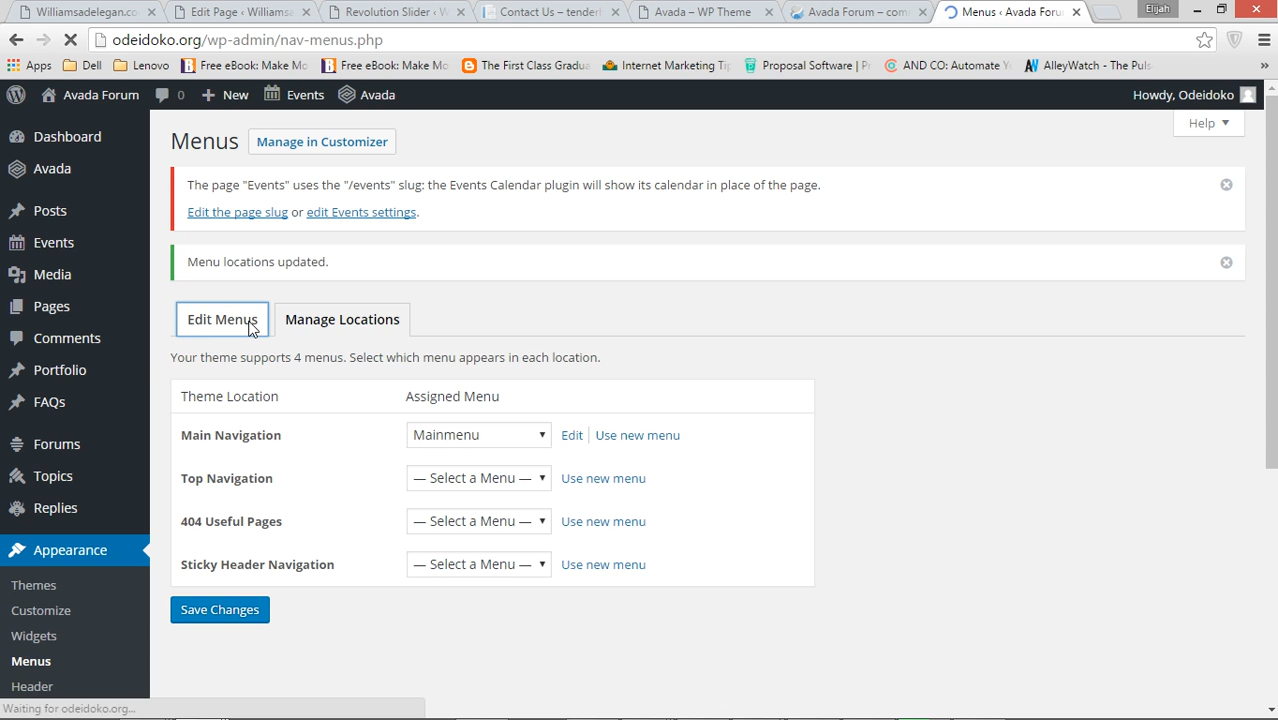 Williamsadelegan.co
Edit Page ‹ Williams
Revolution Slider ‹ W
Contact Us – tender
Avada – WP Theme
Avada Forum – com
Menus ‹ Avada Foru
Elijah
odeidoko.org/wp-admin/nav-menus.php
Apps
Dell
Lenovo
Free eBook: Make Mo
Free eBook: Make Mo
The First Class Gradua
Internet Marketing Ti
Proposal Software | P
AND CO: Automate Y
AlleyWatch - The Puls
»
Avada Forum
0
New
Events
Avada
Howdy, Odeidoko
Dashboard
Avada
Posts
Events
Media
Pages
Comments
Portfolio
FAQs
Forums
Topics
Replies
Appearance
Themes
Customize
Widgets
Menus
Header
Help
Menus
Manage in Customizer
The page "Events" uses the "/events" slug: the Events Calendar plugin will show its calendar in place of the page.
Edit the page slug or edit Events settings.
Menu locations updated.
Edit Menus
Manage Locations
Your theme supports 4 menus. Select which menu appears in each location.
Theme Location Assigned Menu
Main Navigation Mainmenu Edit | Use new menu
Top Navigation — Select a Menu — Use new menu
404 Useful Pages — Select a Menu — Use new menu
Sticky Header Navigation — Select a Menu — Use new menu
Save Changes
Waiting for odeidoko.org...